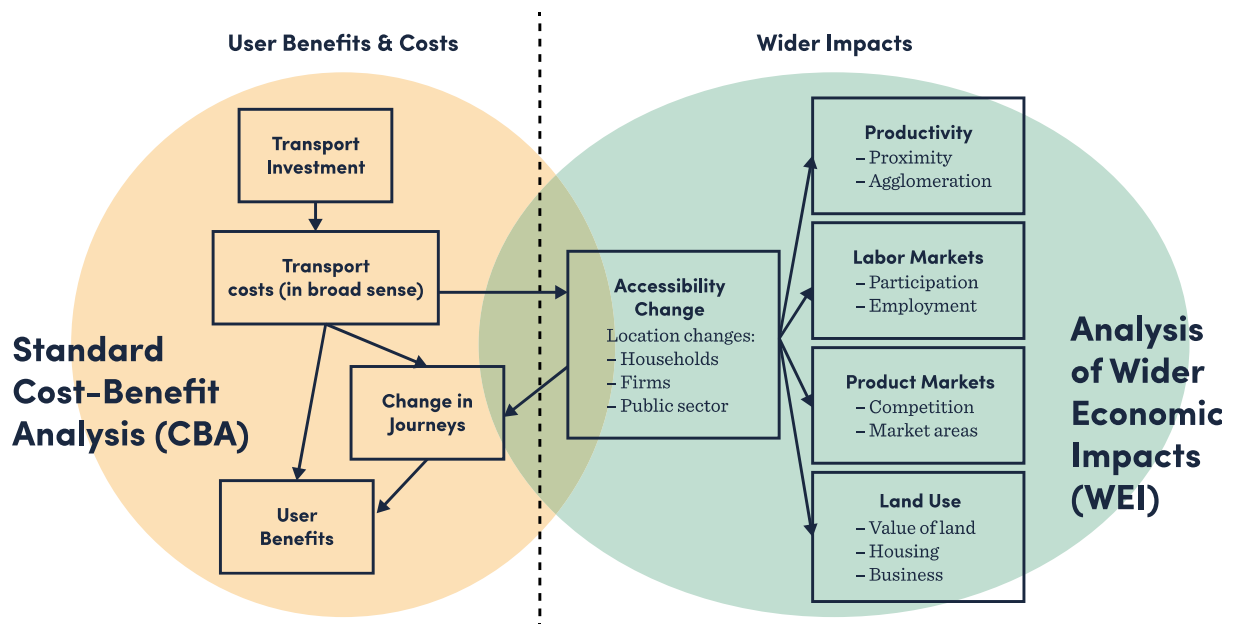 User Benefits & Costs
Wider Impacts
Standard
Cost-Benefit
Analysis (CBA)
Transport
Investment
Transport
costs (in broad sense)
Change in
Journeys
User
Benefits
Accessibility
Change
Location changes:
– Households
– Firms
– Public sector
Productivity
– Proximity
– Agglomeration
Labor Markets
– Participation
– Employment
Product Markets
– Competition
– Market areas
Land Use
– Value of land
– Housing
– Business
Analysis
of Wider
Economic
Impacts
(WEI)